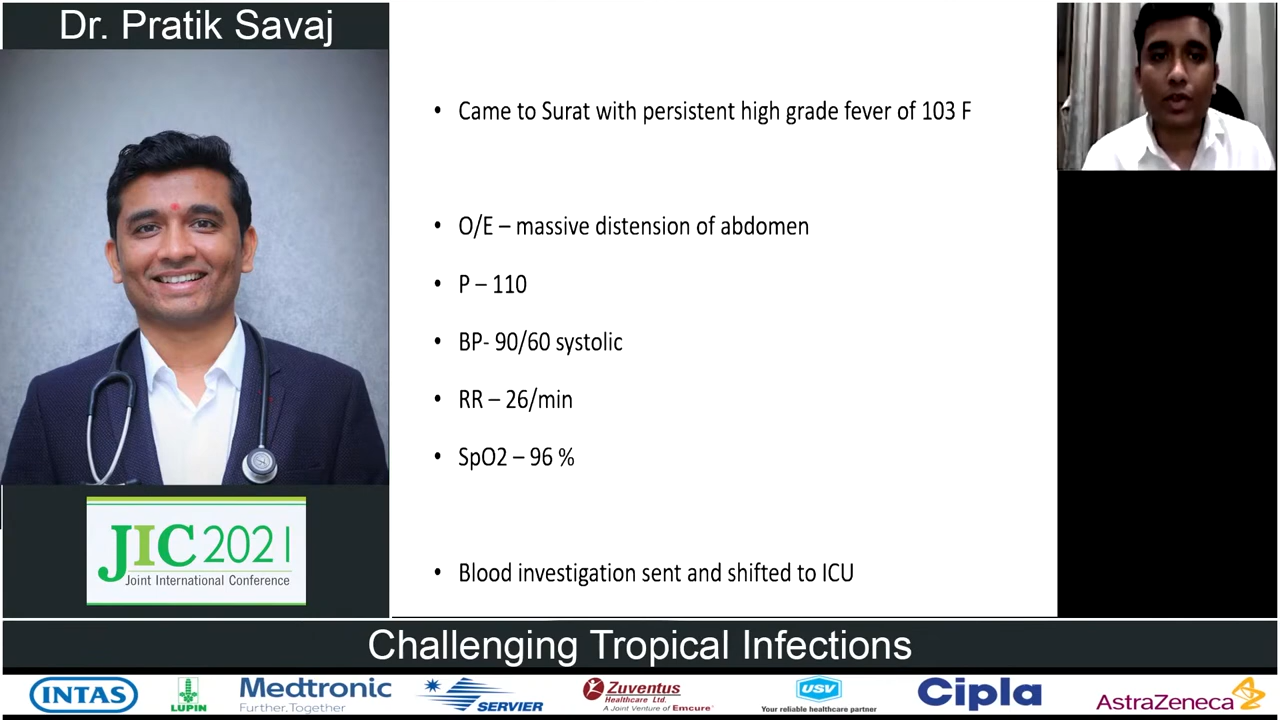 Dr. Pratik Savaj
• Came to Surat with persistent high grade fever of 103 F
• O/E – massive distension of abdomen
• P – 110
• BP- 90/60 systolic
• RR – 26/min
• SpO2 – 96 %
• Blood investigation sent and shifted to ICU
JIC 2021
Joint International Conference
Challenging Tropical Infections
INTAS
LUPIN
Medtronic
Further. Together
SERVIER
Zuventus
Healthcare Ltd.
A Joint Venture of Emcure
USV
Your reliable healthcare partner
Cipla
AstraZeneca